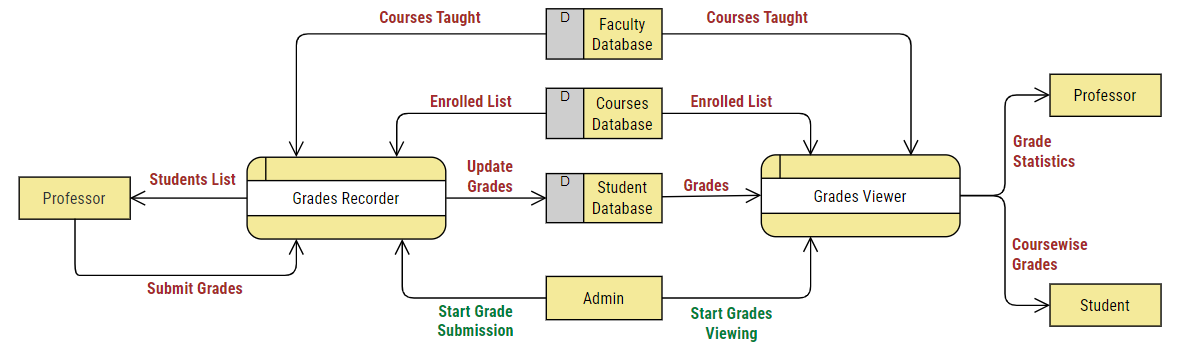 Courses Taught
D
Faculty
Database
Courses Taught
Enrolled List
D
Courses
Database
Enrolled List
Professor
Grade
Statistics
Students List
Update
Grades
D
Student
Database
Grades
Professor
Grades Recorder
Grades Viewer
Submit Grades
Coursewise
Grades
Admin
Start Grade
Submission
Start Grades
Viewing
Student